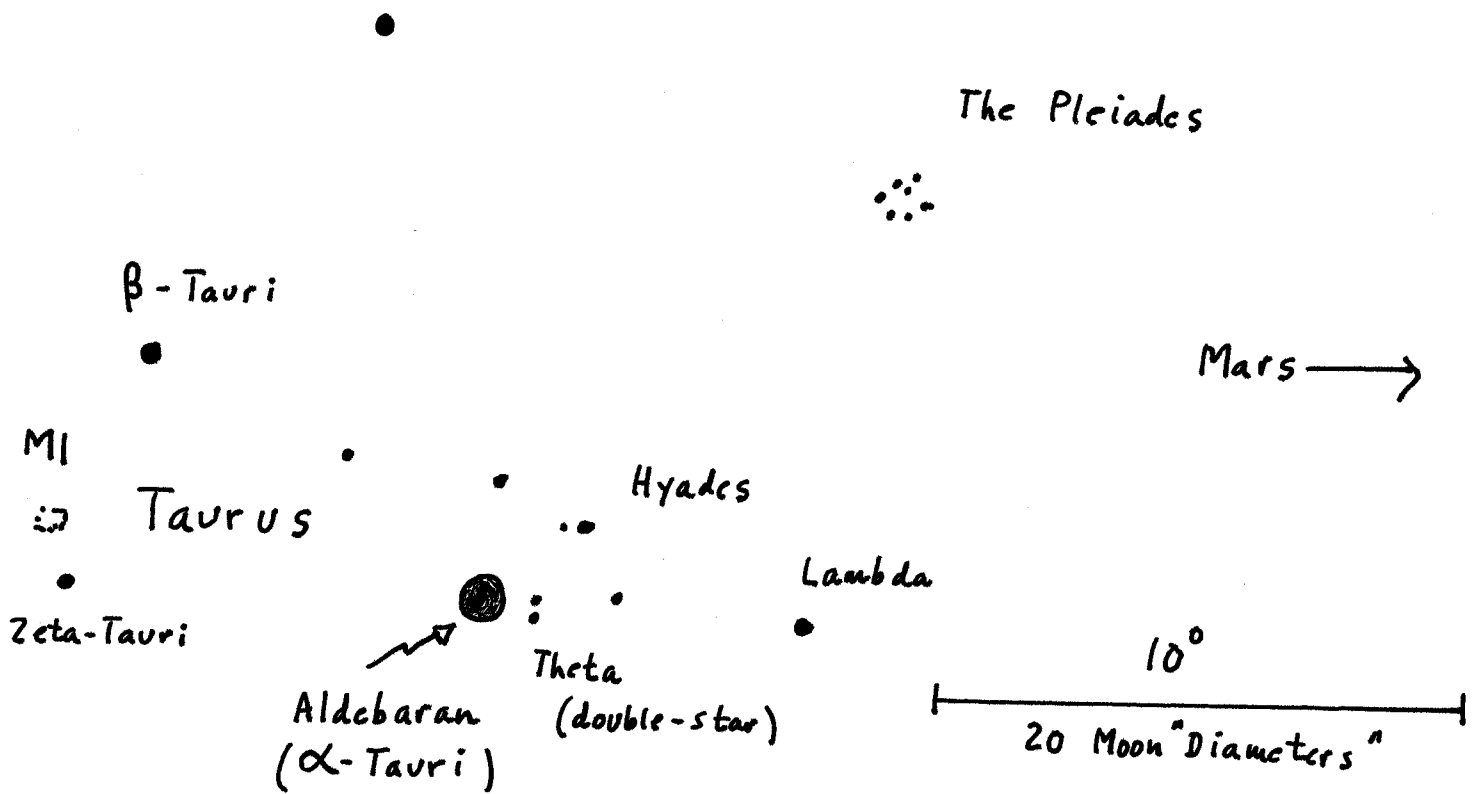 The Pleiades
β-Tauri
Mars
M1
Taurus
Hyades
Lambda
Zeta-Tauri
Theta
(double-star)
Aldebaran
(α-Tauri)
10°
20 Moon "Diameters"